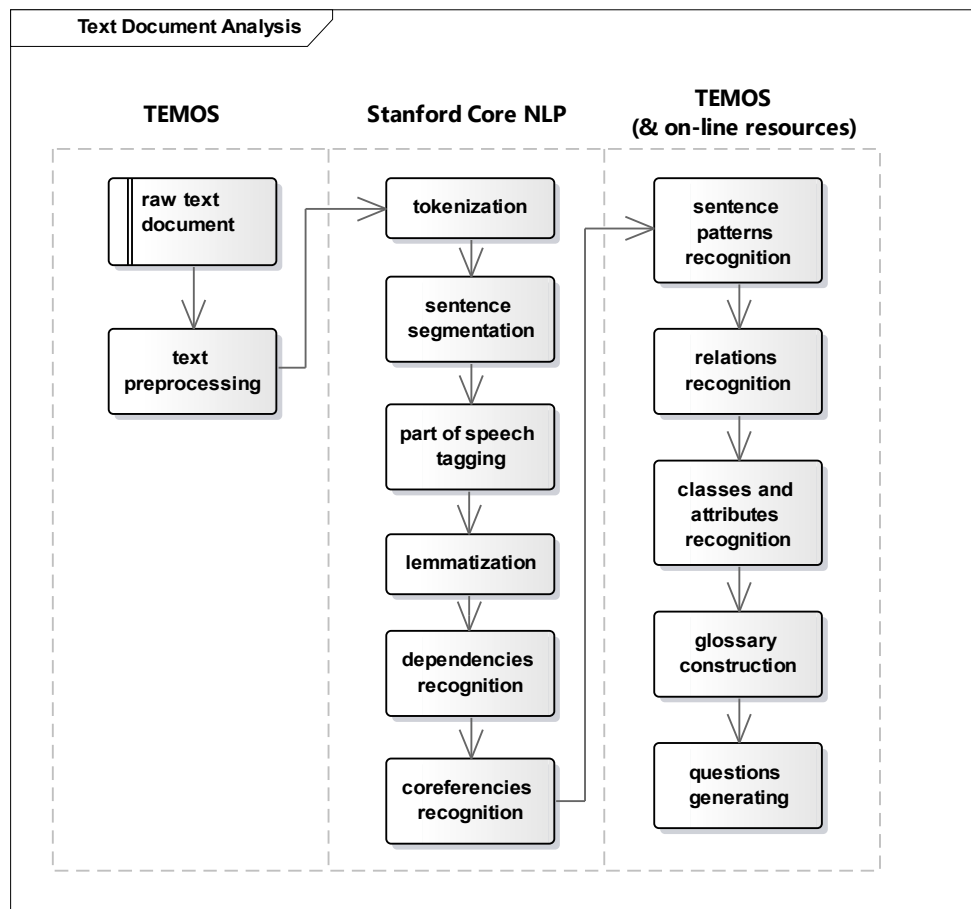 Text Document Analysis
TEMOS
raw text
document
text
preprocessing
Stanford Core NLP
tokenization
sentence
segmentation
part of speech
tagging
lemmatization
dependencies
recognition
coreferencies
recognition
TEMOS
(& on-line resources)
sentence
patterns
recognition
relations
recognition
classes and
attributes
recognition
glossary
construction
questions
generating